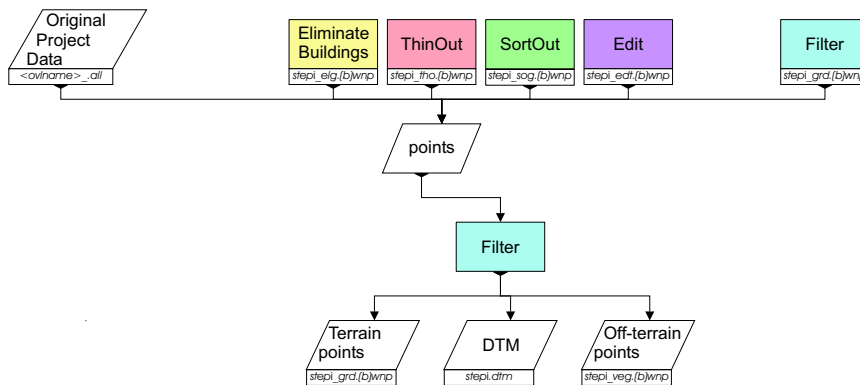 Original
Project
Data
<ovlname>_.all
Eliminate
Buildings
stepi_elg.(b)wnp
ThinOut
stepi_tho.(b)wnp
SortOut
stepi_sog.(b)wnp
Edit
stepi_edt.(b)wnp
Filter
stepi_grd.(b)wnp
points
Filter
Terrain
points
stepi_grd.(b)wnp
DTM
stepi.dtm
Off-terrain
points
stepi_veg.(b)wnp